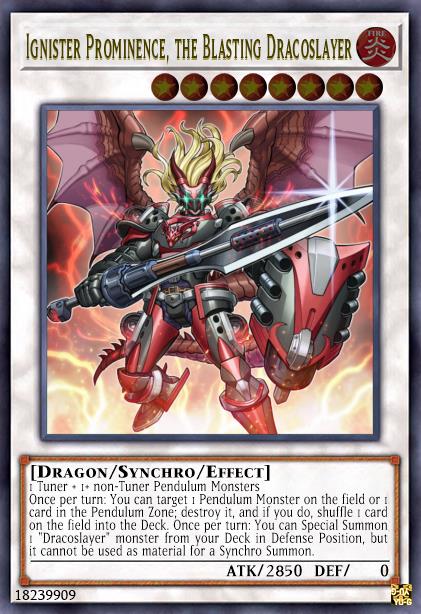 IGNISTER PROMINENCE, THE BLASTING DRACOSLAYER
FIRE
炎
[DRAGON/SYNCHRO/EFFECT]
1 Tuner + 1+ non-Tuner Pendulum Monsters
Once per turn: You can target 1 Pendulum Monster on the field or 1
card in the Pendulum Zone; destroy it, and if you do, shuffle 1 card
on the field into the Deck. Once per turn: You can Special Summon
1 "Dracoslayer" monster from your Deck in Defense Position, but
it cannot be used as material for a Synchro Summon.
ATK/2850 DEF/ 0
18239909